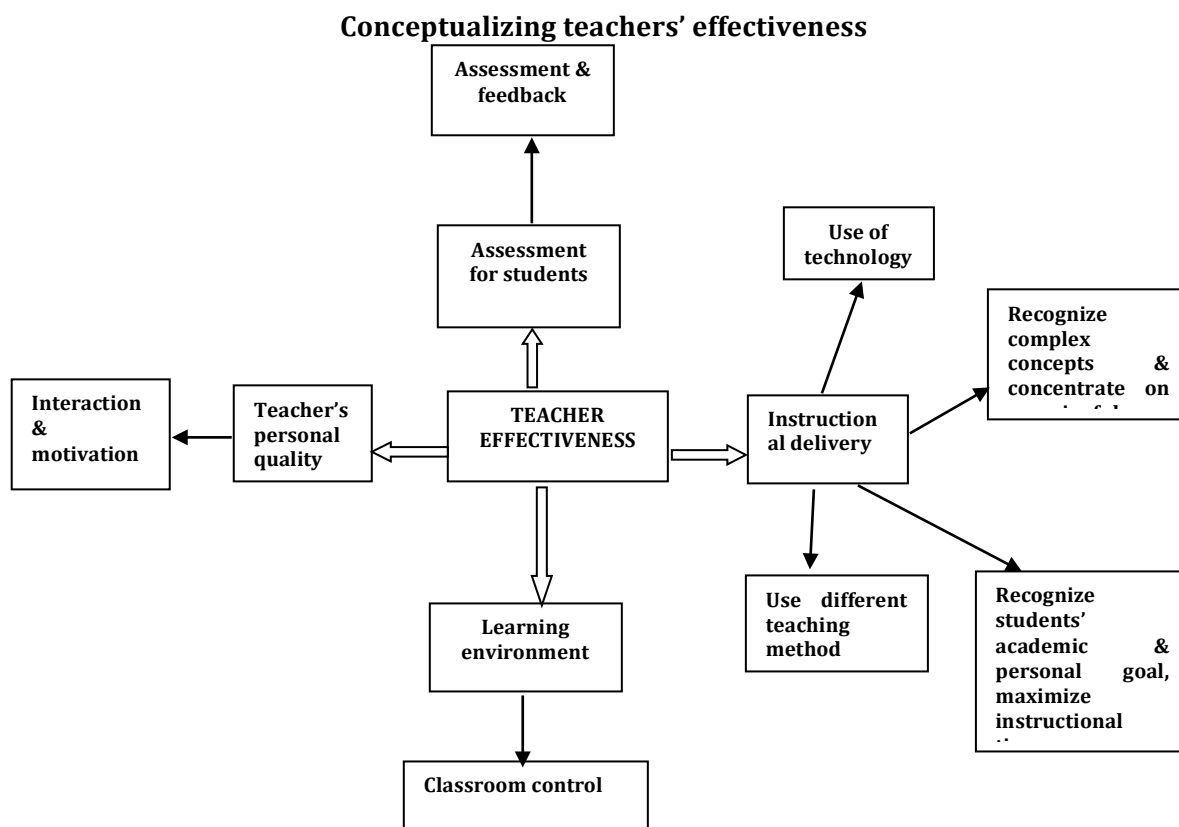 Conceptualizing teachers’ effectiveness
Assessment &
feedback
Assessment
for students
Use of
technology
Recognize
complex
concepts &
concentrate on
Interaction
&
motivation
Teacher’s
personal
quality
TEACHER
EFFECTIVENESS
Instruction
al delivery
Learning
environment
Use different
teaching
method
Recognize
students’
academic &
personal goal,
maximize
instructional
Classroom control